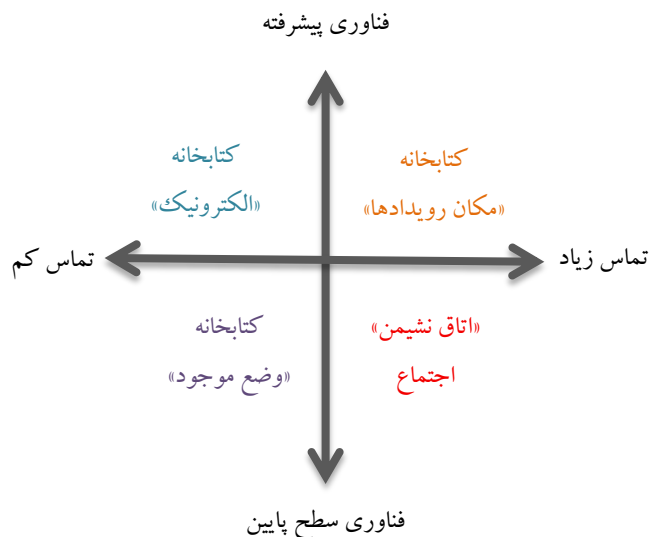 فناوری پیشرفته
کتابخانه
«مکان رویدادها»
کتابخانه
«الکترونیک»
تماس زیاد
تماس کم
«اتاق نشیمن»
اجتماع
کتابخانه
«وضع موجود»
فناوری سطح پایین